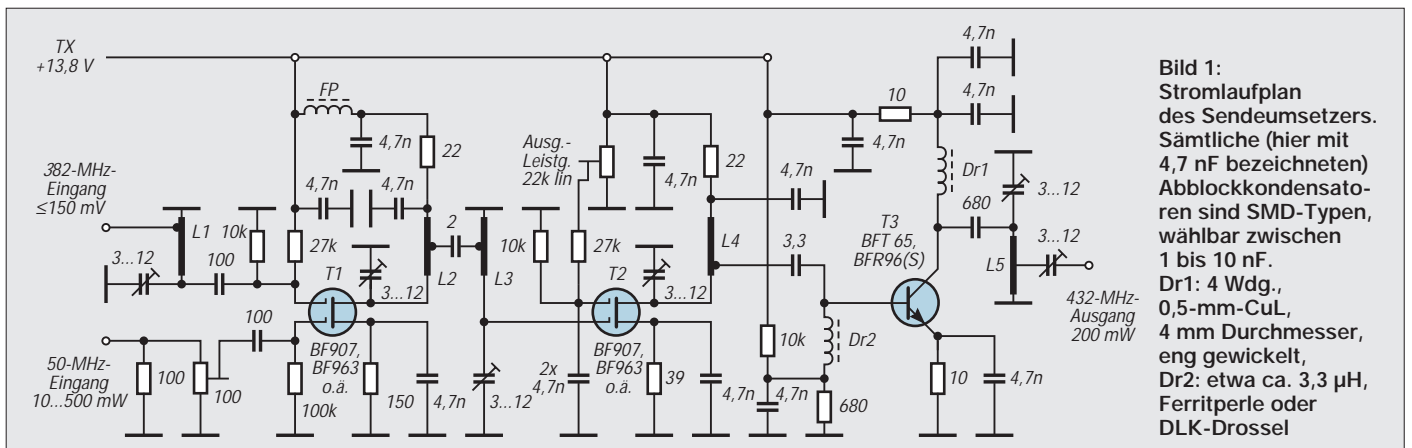 TX
+13,8 V
FP
4,7n
22
4,7n
4,7n
382-MHz-
Eingang
≤150 mV
L1
10k
3...12
100
27k
T1
3...12
L2
2
L3
BF907,
BF963
o.ä.
50-MHz-
Eingang
10...500 mW
100
100
100
100k
150
4,7n
3...12
Ausg.-
Leistg.
22k lin
4,7n
22
4,7n
10k
27k
T2
3...12
L4
3,3
2x
4,7n
BF907,
BF963
o.ä.
39
4,7n
10k
4,7n
Dr2
680
4,7n
10
4,7n
4,7n
Dr1
3...12
680
T3
BFT 65,
BFR96(S)
L5
3...12
432-MHz-
Ausgang
200 mW
10
4,7n
Bild 1:
Stromlaufplan
des Sendeumsetzers.
Sämtliche (hier mit
4,7 nF bezeichneten)
Abblockkondensato-
ren sind SMD-Typen,
wählbar zwischen
1 bis 10 nF.
Dr1: 4 Wdg.,
0,5-mm-CuL,
4 mm Durchmesser,
eng gewickelt,
Dr2: etwa ca. 3,3 µH,
Ferritperle oder
DLK-Drossel